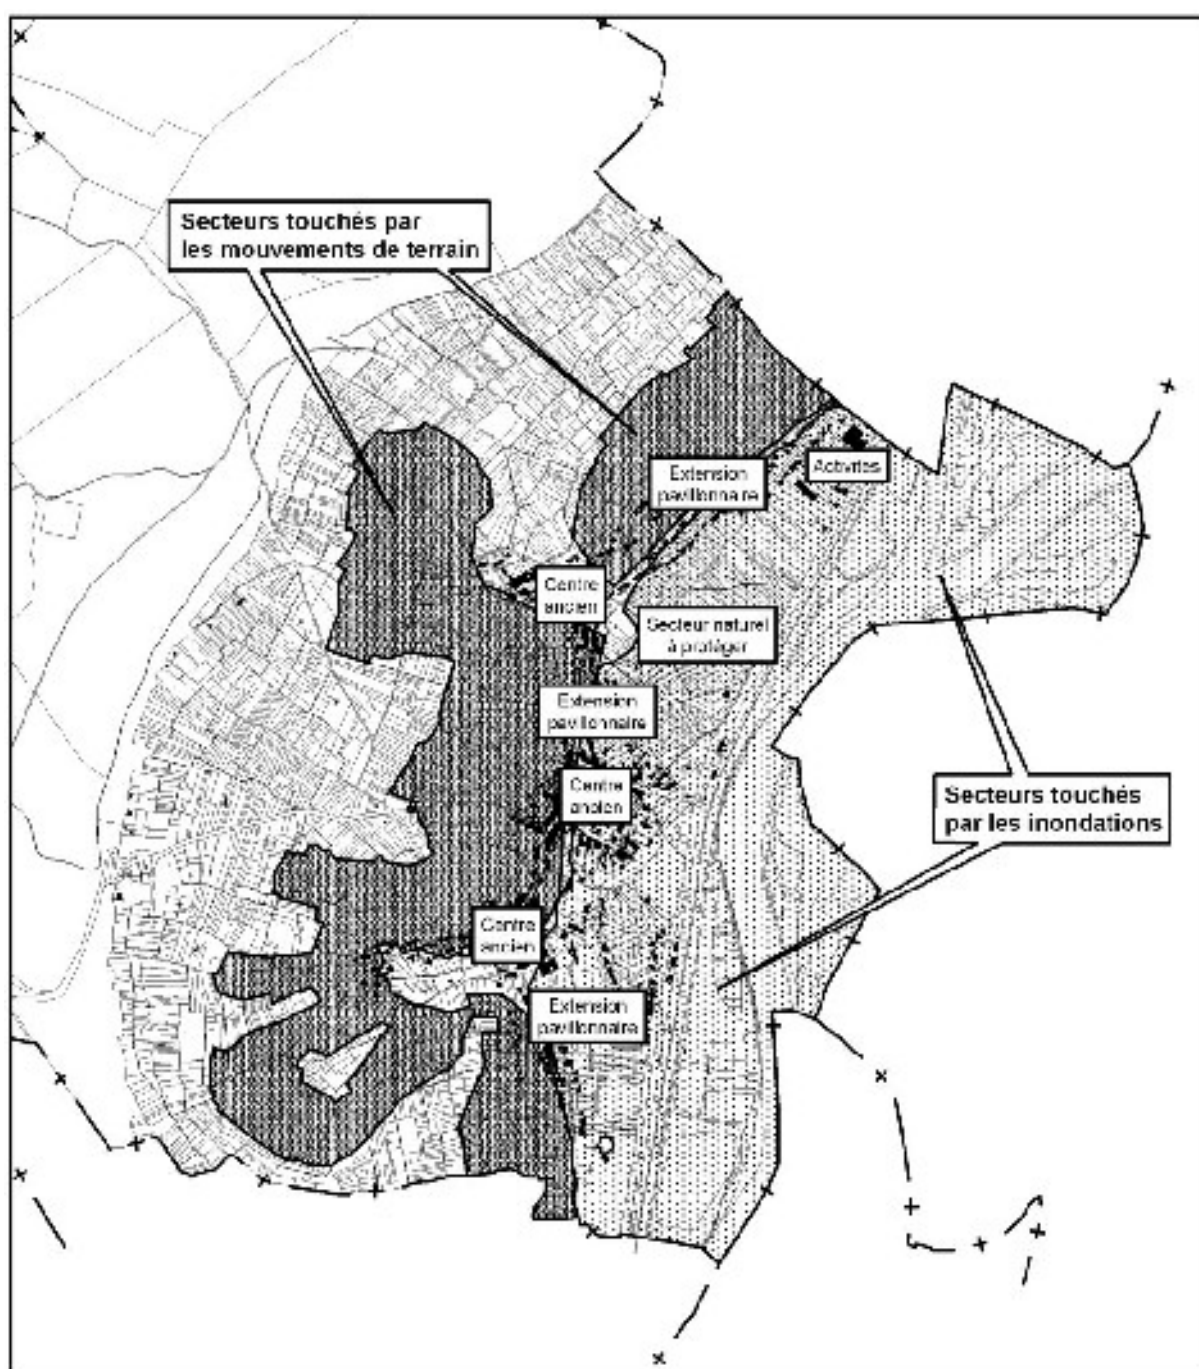 Secteurs touchés par
les mouvements de terrain
Extension
pavillonnaire
Activités
Centre
ancien
Secteur naturel
à protéger
Extension
pavillonnaire
Centre
ancien
Secteurs touchés
par les inondations
Centre
ancien
Extension
pavillonnaire